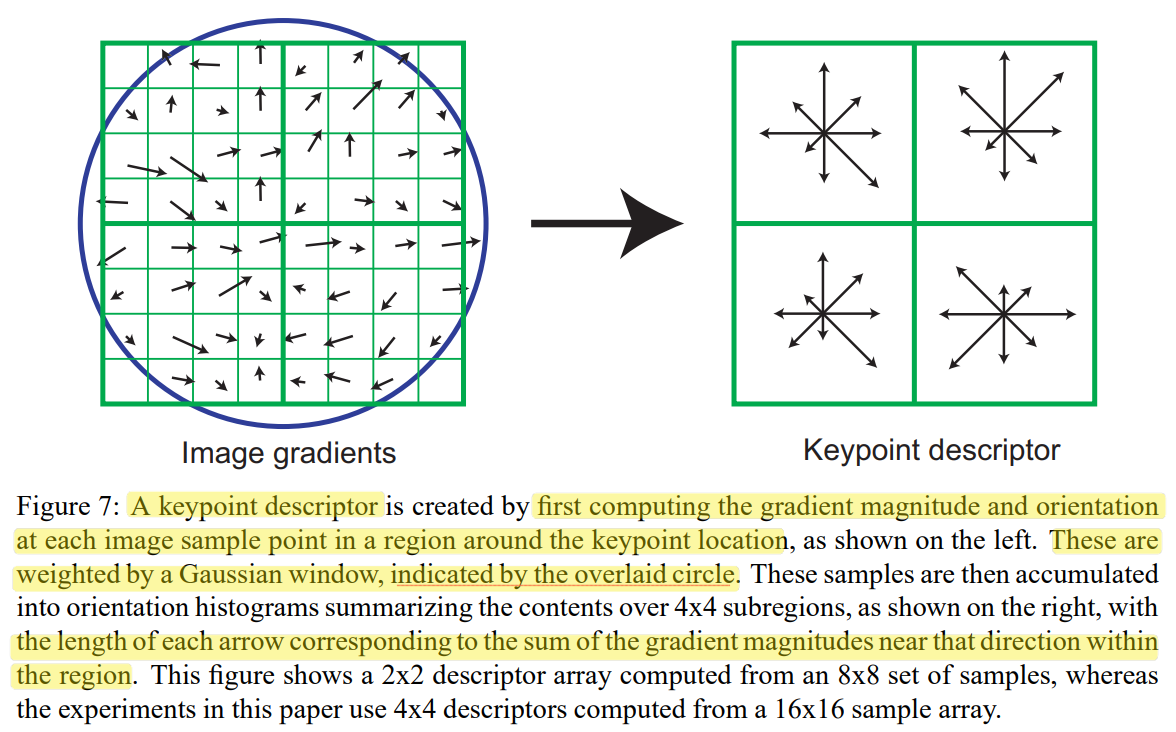 Image gradients
Keypoint descriptor
Figure 7: A keypoint descriptor is created by first computing the gradient magnitude and orientation
at each image sample point in a region around the keypoint location, as shown on the left. These are
weighted by a Gaussian window, indicated by the overlaid circle. These samples are then accumulated
into orientation histograms summarizing the contents over 4x4 subregions, as shown on the right, with
the length of each arrow corresponding to the sum of the gradient magnitudes near that direction within
the region. This figure shows a 2x2 descriptor array computed from an 8x8 set of samples, whereas
the experiments in this paper use 4x4 descriptors computed from a 16x16 sample array.